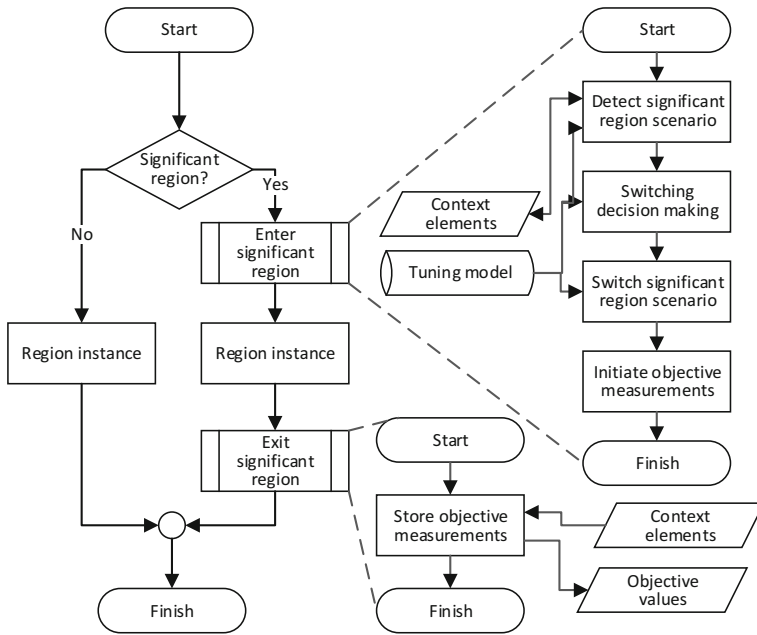 Start
Significant
region?
No
Yes
Enter
significant
region
Region instance
Region instance
Exit
significant
region
Finish
Start
Detect significant
region scenario
Context
elements
Switching
decision making
Tuning model
Switch significant
region scenario
Initiate objective
measurements
Finish
Start
Store objective
measurements
Context
elements
Objective
values
Finish